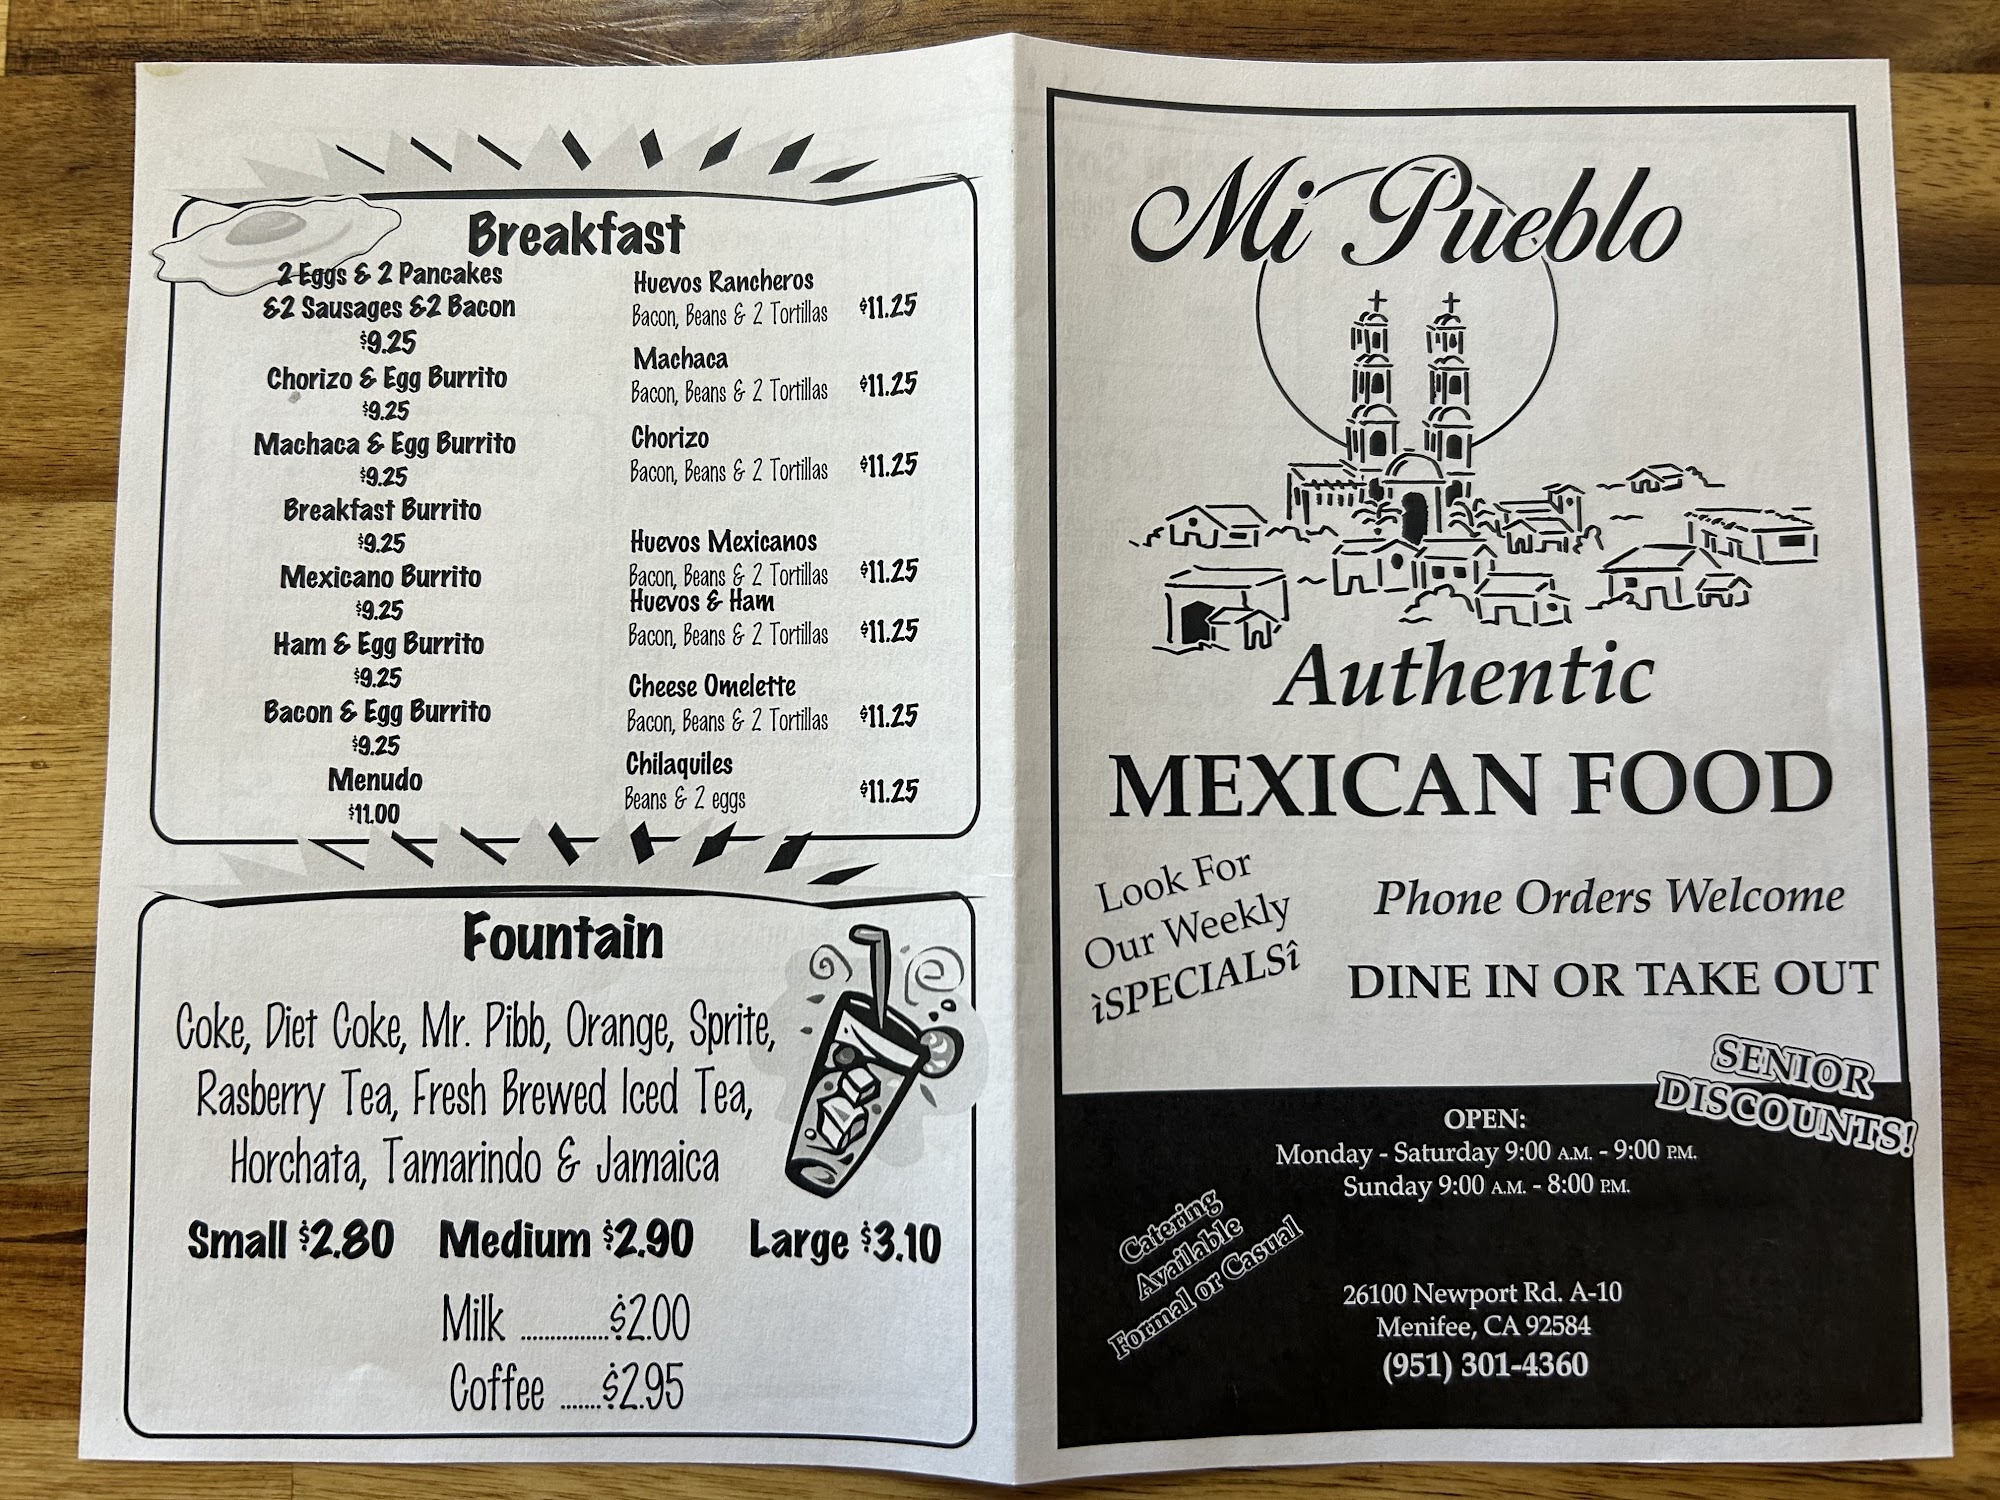 Breakfast
2 Eggs & 2 Pancakes
&2 Sausages &2 Bacon
$9.25
Chorizo & Egg Burrito
$9.25
Machaca & Egg Burrito
$9.25
Breakfast Burrito
$9.25
Mexicano Burrito
$9.25
Ham & Egg Burrito
$9.25
Bacon & Egg Burrito
$9.25
Menudo
$11.00
Huevos Rancheros
Bacon, Beans & 2 Tortillas $11.25
Machaca
Bacon, Beans & 2 Tortillas $11.25
Chorizo
Bacon, Beans & 2 Tortillas $11.25
Huevos Mexicanos
Bacon, Beans & 2 Tortillas $11.25
Huevos & Ham
Bacon, Beans & 2 Tortillas $11.25
Cheese Omelette
Bacon, Beans & 2 Tortillas $11.25
Chilaquiles
Beans & 2 eggs $11.25
Fountain
Coke, Diet Coke, Mr. Pibb, Orange, Sprite,
Rasberry Tea, Fresh Brewed Iced Tea,
Horchata, Tamarindo & Jamaica
Small $2.80 Medium $2.90 Large $3.10
Milk ...............$2.00
Coffee .......$2.95
Mi Pueblo
Authentic
MEXICAN FOOD
Look For
Our Weekly
ìSPECIALSî
Phone Orders Welcome
DINE IN OR TAKE OUT
SENIOR
DISCOUNTS!
OPEN:
Monday - Saturday 9:00 A.M. - 9:00 P.M.
Sunday 9:00 A.M. - 8:00 P.M.
Catering
Available
Formal or Casual
26100 Newport Rd. A-10
Menifee, CA 92584
(951) 301-4360